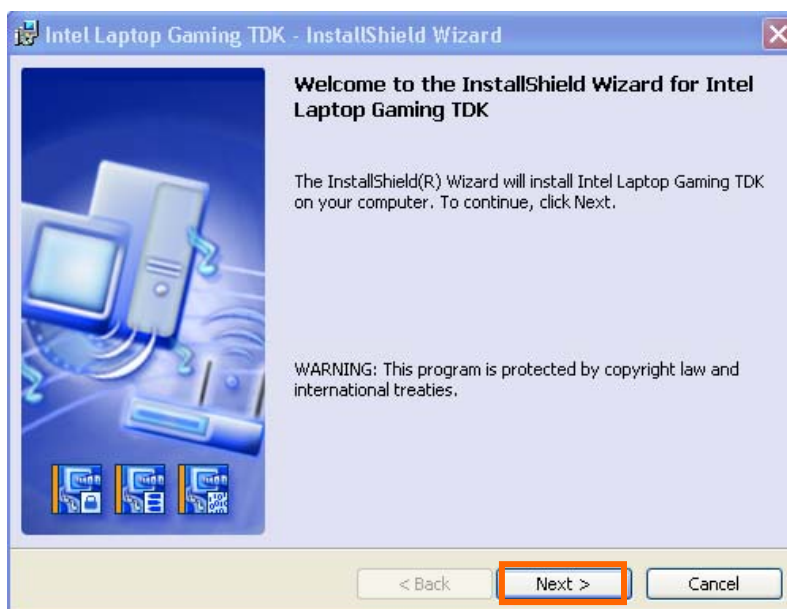 Intel Laptop Gaming TDK - InstallShield Wizard
Welcome to the InstallShield Wizard for Intel
Laptop Gaming TDK
The InstallShield(R) Wizard will install Intel Laptop Gaming TDK
on your computer. To continue, click Next.
WARNING: This program is protected by copyright law and
international treaties.
< Back
Next >
Cancel